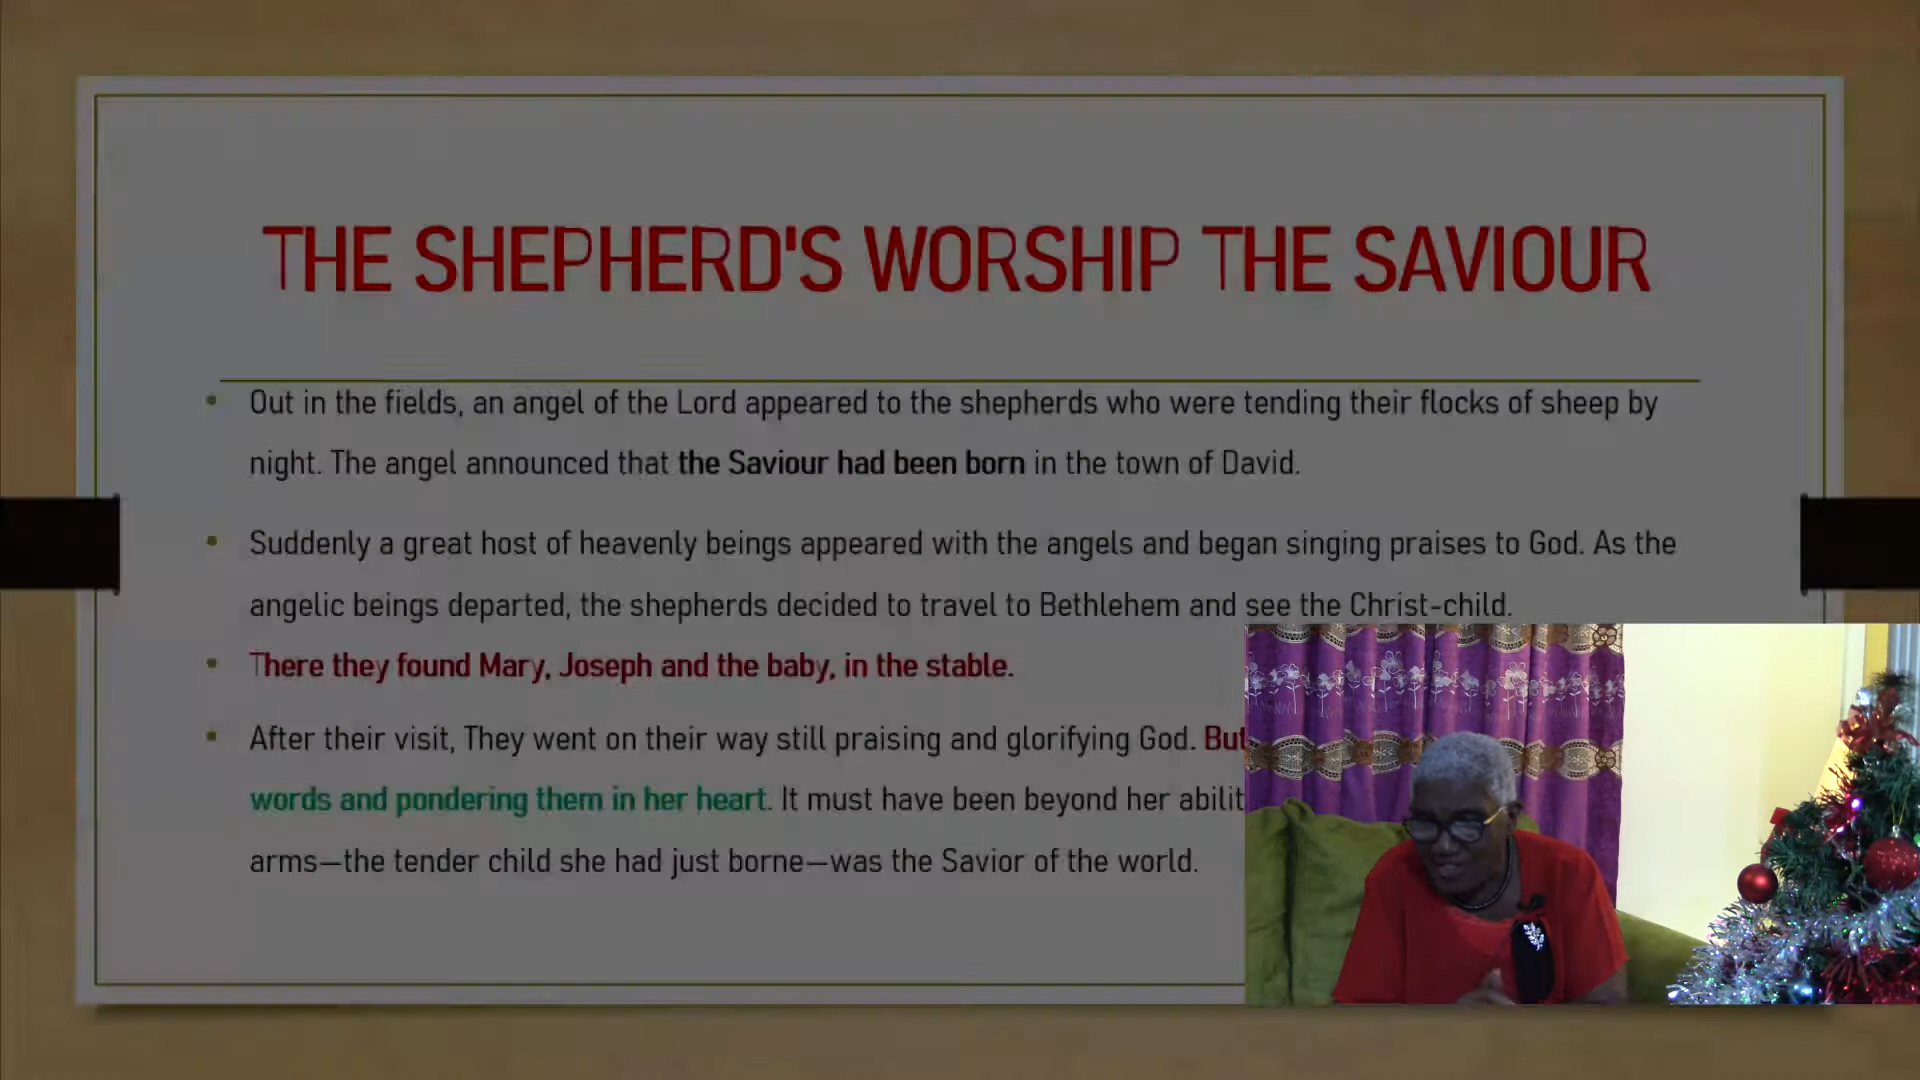 THE SHEPHERD'S WORSHIP THE SAVIOUR
• Out in the fields, an angel of the Lord appeared to the shepherds who were tending their flocks of sheep by
night. The angel announced that the Saviour had been born in the town of David.
• Suddenly a great host of heavenly beings appeared with the angels and began singing praises to God. As the
angelic beings departed, the shepherds decided to travel to Bethlehem and see the Christ-child.
• There they found Mary, Joseph and the baby, in the stable.
• After their visit, They went on their way still praising and glorifying God. But
words and pondering them in her heart. It must have been beyond her
arms—the tender child she had just borne—was the Savior of the world.